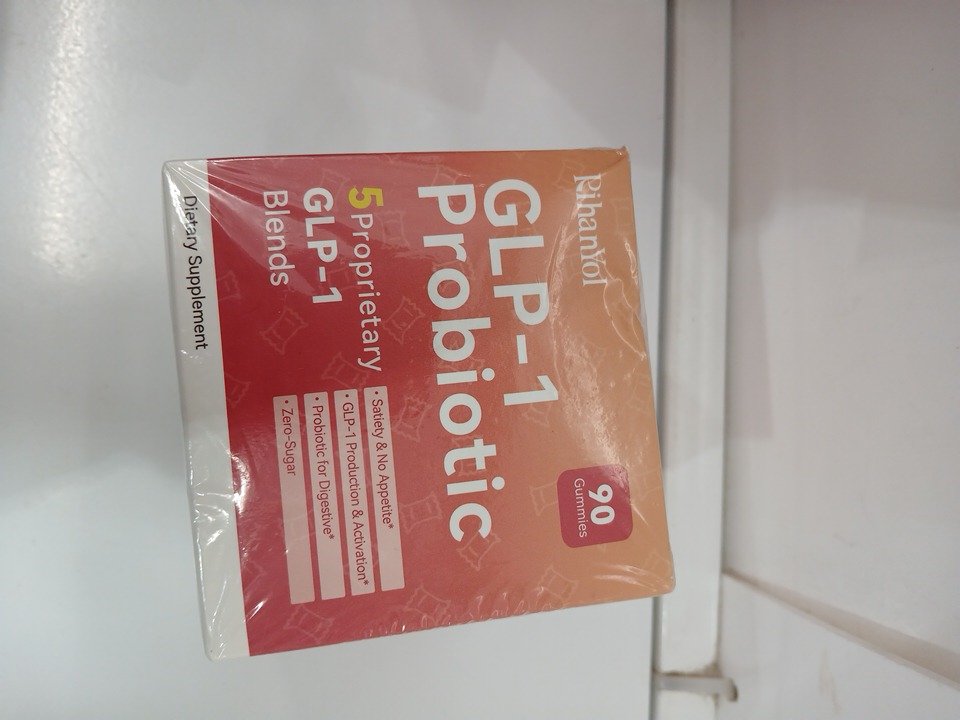 RihanYol
90
Gummies
GLP-1
Probiotic
5 Proprietary
GLP-1
Blends
• Satiety & No Appetite*
• GLP-1 Production & Activation*
• Probiotic for Digestive*
• Zero-Sugar
Dietary Supplement